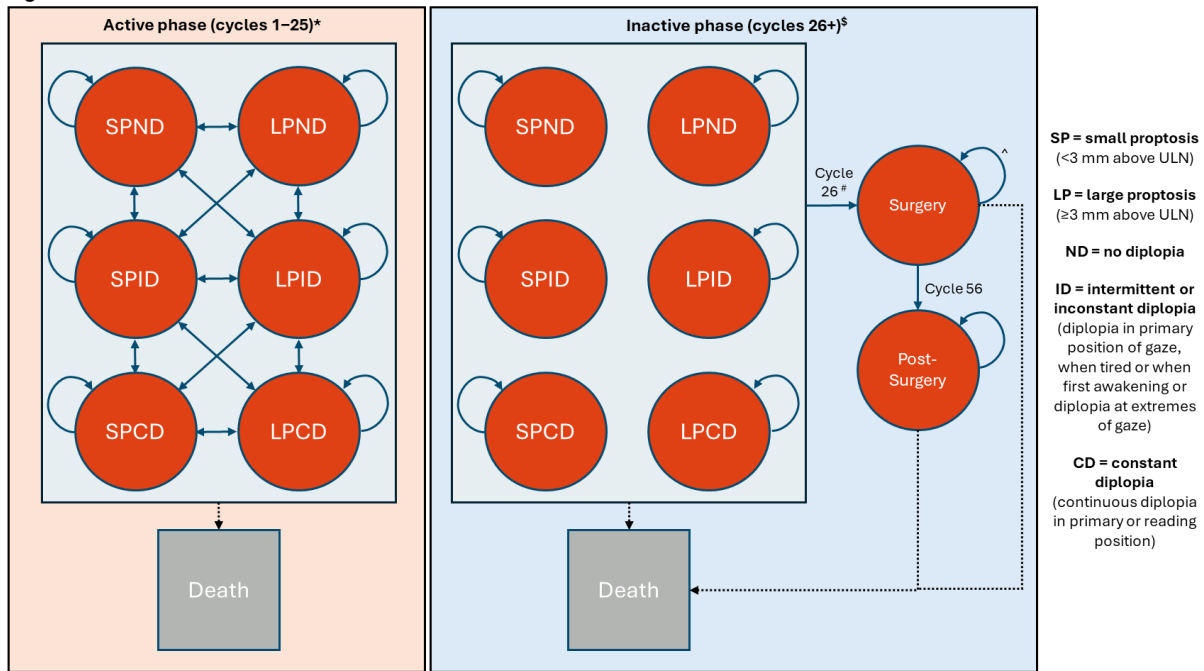 Active phase (cycles 1–25)*
SPND
LPND
SPID
LPID
SPCD
LPCD
Death
Inactive phase (cycles 26+)$
SPND
LPND
SPID
LPID
SPCD
LPCD
Death
Cycle
26 #
Surgery
^
Cycle 56
Post-
Surgery
SP = small proptosis
(<3 mm above ULN)
LP = large proptosis
(≥3 mm above ULN)
ND = no diplopia
ID = intermittent or
inconstant diplopia
(diplopia in primary
position of gaze,
when tired or when
first awakening or
diplopia at extremes
of gaze)
CD = constant
diplopia
(continuous diplopia
in primary or reading
position)